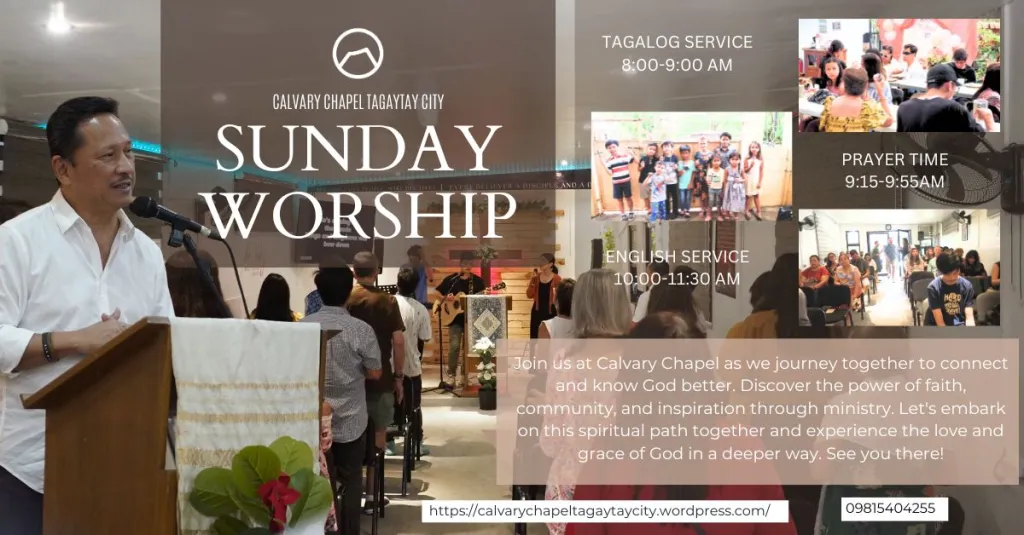 CALVARY CHAPEL TAGAYTAY CITY
SUNDAY
WORSHIP
TAGALOG SERVICE
8:00-9:00 AM
PRAYER TIME
9:15-9:55AM
ENGLISH SERVICE
10:00-11:30 AM
Join us at Calvary Chapel as we journey together to connect
and know God better. Discover the power of faith,
community, and inspiration through ministry. Let's embark
on this spiritual path together and experience the love and
grace of God in a deeper way. See you there!
https://calvarychapeltagaytaycity.wordpress.com/
09815404255